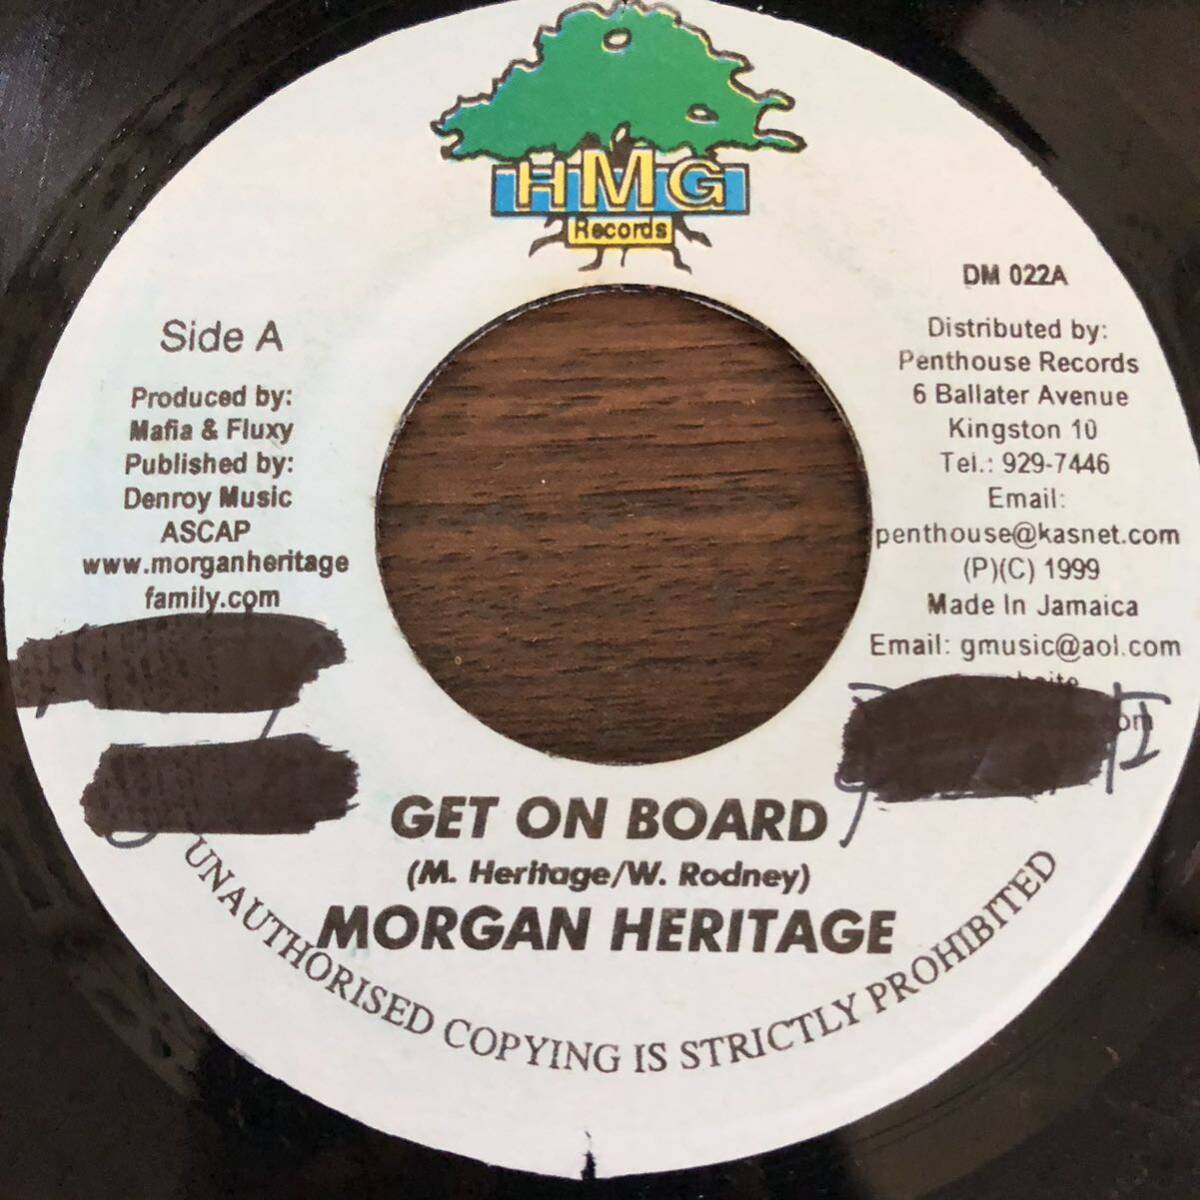 HMG
Records
Side A
Produced by:
Mafia & Fluxy
Published by:
Denroy Music
ASCAP
www.morganheritage
family.com
DM 022A
Distributed by:
Penthouse Records
6 Ballater Avenue
Kingston 10
Tel.: 929-7446
Email:
penthouse@kasnet.com
(P)(C) 1999
Made In Jamaica
Email: gmusic@aol.com
GET ON BOARD
(M. Heritage/W. Rodney)
MORGAN HERITAGE
UNAUTHORISED COPYING IS STRICTLY PROHIBITED